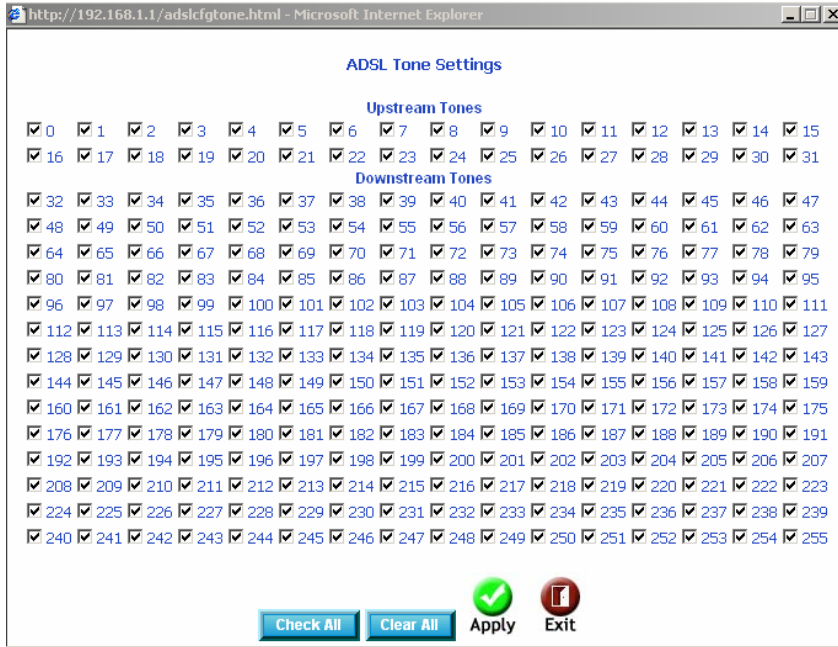 http://192.168.1.1/adslcfgtone.html - Microsoft Internet Explorer
ADSL Tone Settings
Upstream Tones
0 1 2 3 4 5 6 7 8 9 10 11 12 13 14 15
16 17 18 19 20 21 22 23 24 25 26 27 28 29 30 31
Downstream Tones
32 33 34 35 36 37 38 39 40 41 42 43 44 45 46 47
48 49 50 51 52 53 54 55 56 57 58 59 60 61 62 63
64 65 66 67 68 69 70 71 72 73 74 75 76 77 78 79
80 81 82 83 84 85 86 87 88 89 90 91 92 93 94 95
96 97 98 99 100 101 102 103 104 105 106 107 108 109 110 111
112 113 114 115 116 117 118 119 120 121 122 123 124 125 126 127
128 129 130 131 132 133 134 135 136 137 138 139 140 141 142 143
144 145 146 147 148 149 150 151 152 153 154 155 156 157 158 159
160 161 162 163 164 165 166 167 168 169 170 171 172 173 174 175
176 177 178 179 180 181 182 183 184 185 186 187 188 189 190 191
192 193 194 195 196 197 198 199 200 201 202 203 204 205 206 207
208 209 210 211 212 213 214 215 216 217 218 219 220 221 222 223
224 225 226 227 228 229 230 231 232 233 234 235 236 237 238 239
240 241 242 243 244 245 246 247 248 249 250 251 252 253 254 255
Check All Clear All Apply Exit